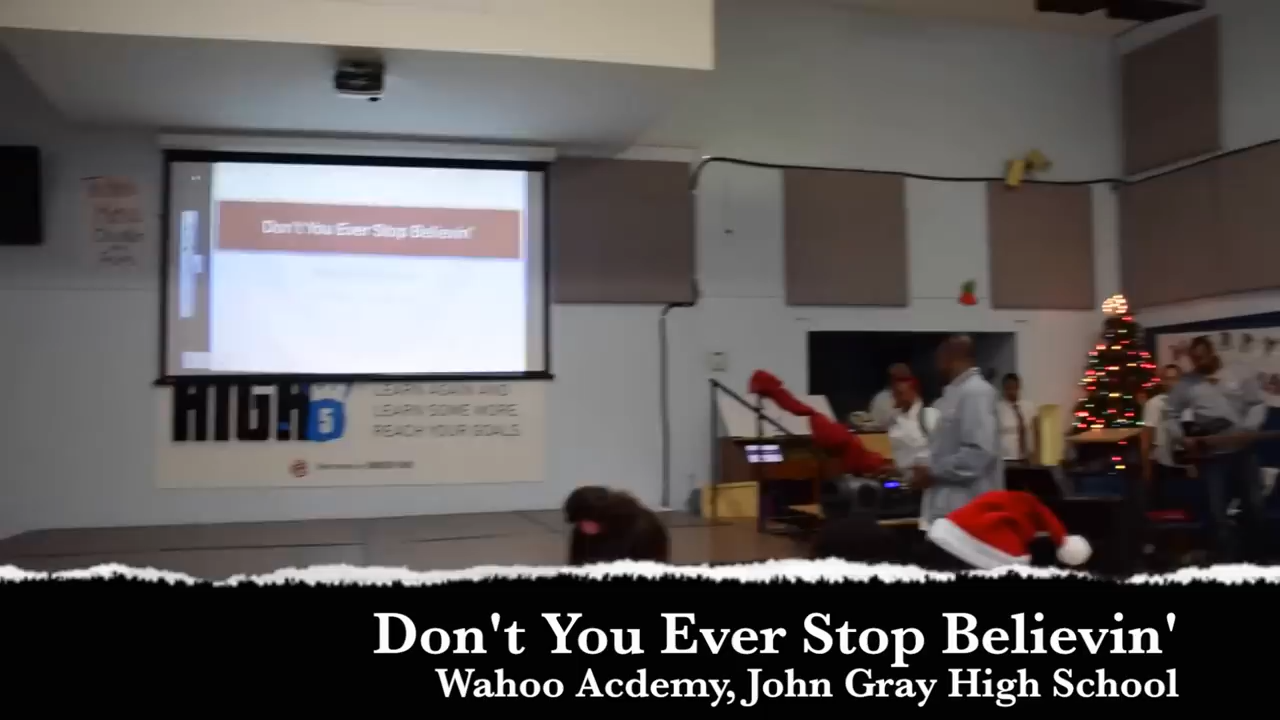 Don't You Ever Stop Believin'
HIGH
5
LEARN AGAIN AND
LEARN SOME MORE
REACH YOUR GOALS
Don't You Ever Stop Believin'
Wahoo Acdemy, John Gray High School